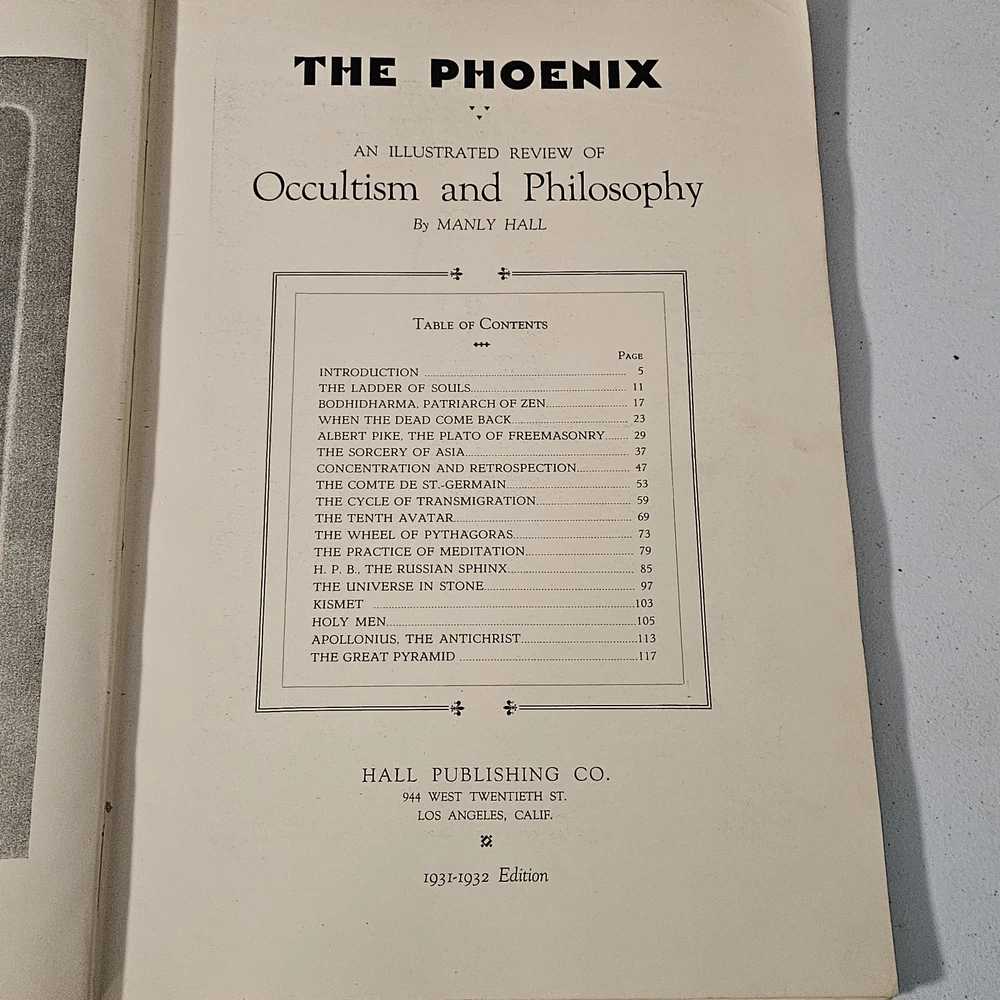 THE PHOENIX
AN ILLUSTRATED REVIEW OF
Occultism and Philosophy
By MANLY HALL
TABLE OF CONTENTS
PAGE
INTRODUCTION 5
THE LADDER OF SOULS 11
BODHIDHARMA, PATRIARCH OF ZEN 17
WHEN THE DEAD COME BACK 23
ALBERT PIKE, THE PLATO OF FREEMASONRY 29
THE SORCERY OF ASIA 37
CONCENTRATION AND RETROSPECTION 47
THE COMTE DE ST.-GERMAIN 53
THE CYCLE OF TRANSMIGRATION 59
THE TENTH AVATAR 69
THE WHEEL OF PYTHAGORAS 73
THE PRACTICE OF MEDITATION 79
H. P. B., THE RUSSIAN SPHINX 85
THE UNIVERSE IN STONE 97
KISMET 103
HOLY MEN 105
APOLLONIUS, THE ANTICHRIST 113
THE GREAT PYRAMID 117
HALL PUBLISHING CO.
944 WEST TWENTIETH ST.
LOS ANGELES, CALIF.
1931-1932 Edition